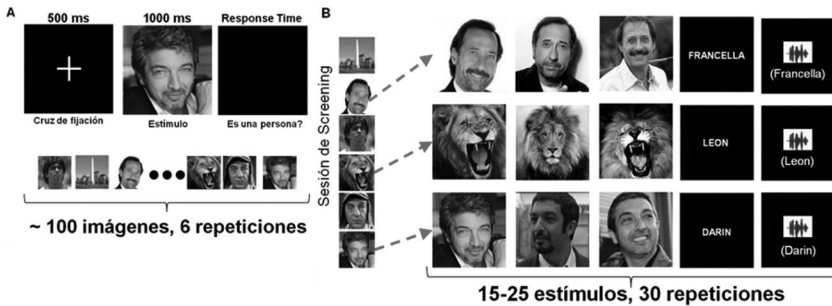 A
500 ms
1000 ms
Response Time
Cruz de fijación
Estímulo
Es una persona?
~ 100 imágenes, 6 repeticiones
B
Sesión de Screening
FRANCELLA
(Francella)
LEON
(Leon)
DARIN
(Darin)
15-25 estímulos, 30 repeticiones